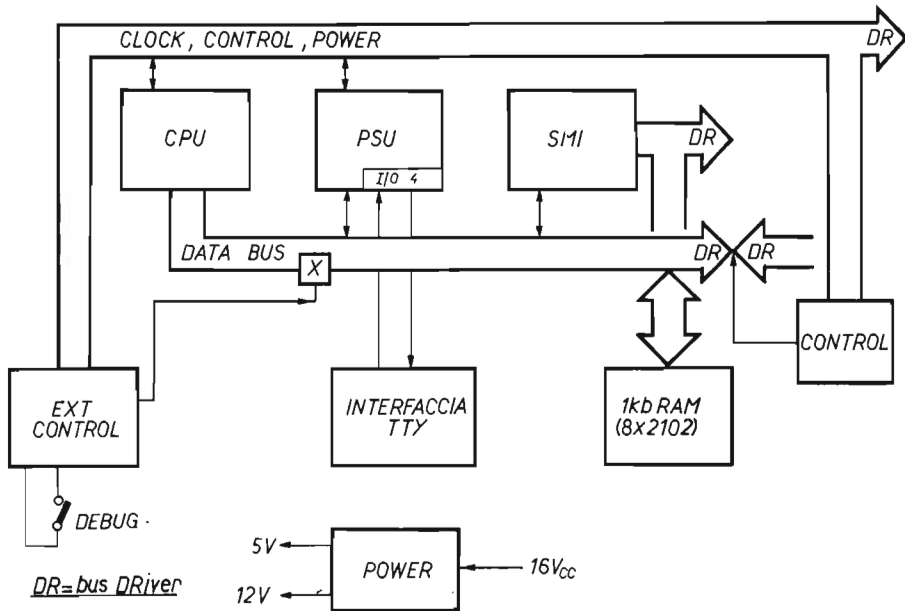 CLOCK, CONTROL, POWER
DR
CPU
PSU
I/O 4
SMI
DR
DATA BUS
X
DR
DR
CONTROL
EXT
CONTROL
INTERFACCIA
TTY
1kb RAM
(8x2102)
DEBUG.
5V
12V
POWER
16Vcc
DR=bus DRiver